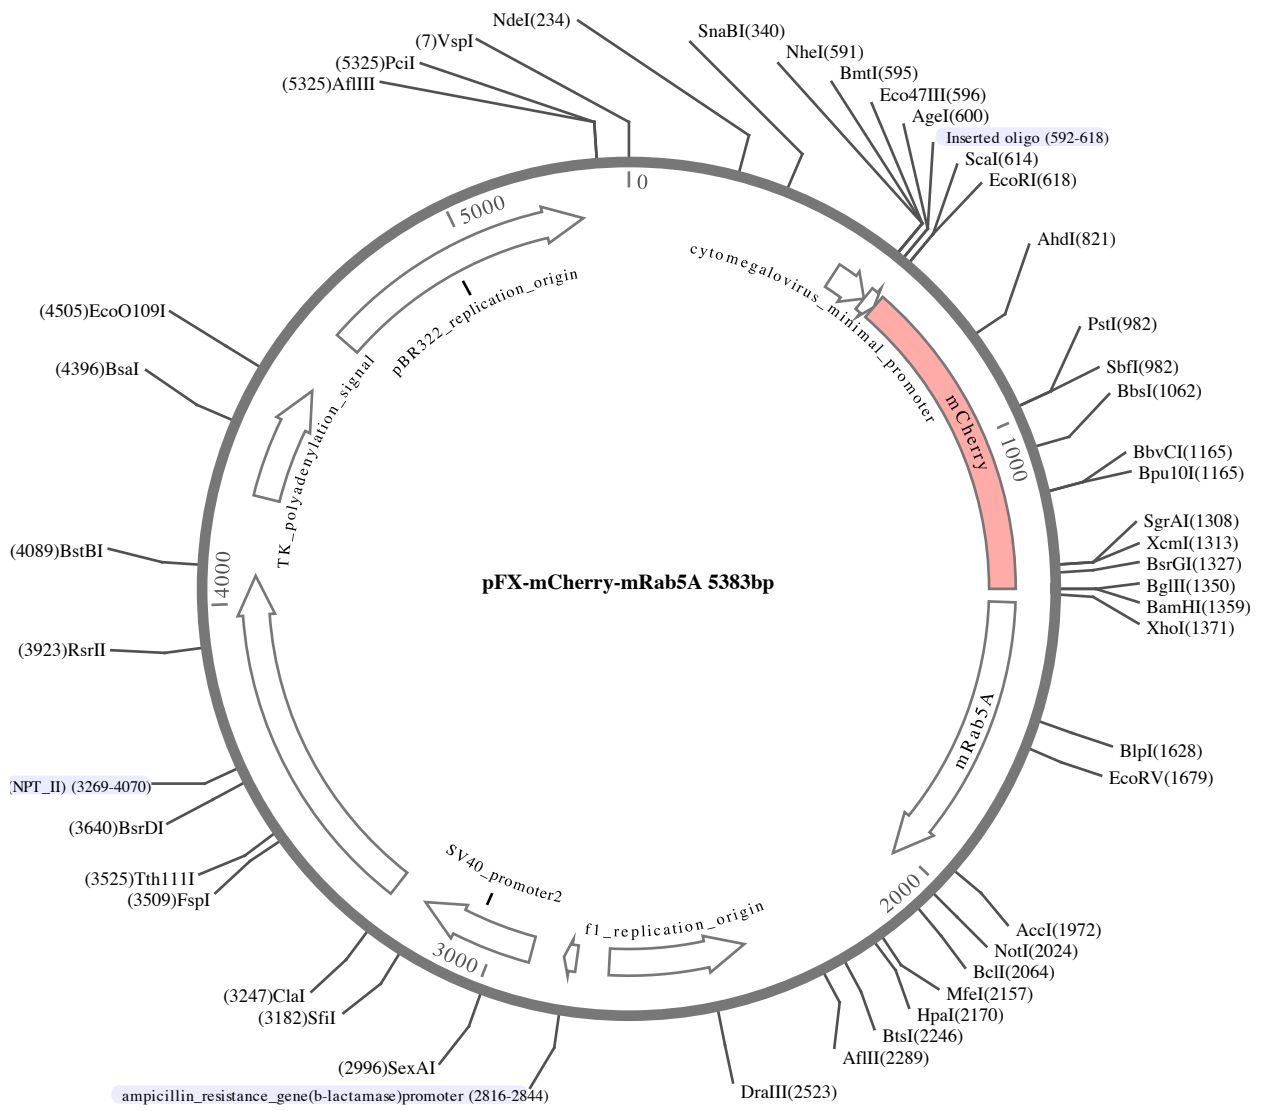 NdeI(234)
SnaBI(340)
(7)VspI
NheI(591)
(5325)PciI
BmtI(595)
(5325)AflIII
Eco47III(596)
AgeI(600)
Inserted oligo (592-618)
ScaI(614)
EcoRI(618)
0
5000
AhdI(821)
cytomegalovirus_minimal_promoter
pBR322_replication_origin
(4505)EcoO109I
PstI(982)
(4396)BsaI
SbfI(982)
BbsI(1062)
TK_polyadenylation_signal
mCherry
1000
BbvCI(1165)
Bpu10I(1165)
SgrAI(1308)
XcmI(1313)
(4089)BstBI
BsrGI(1327)
4000
pFX-mCherry-mRab5A 5383bp
BglII(1350)
BamHI(1359)
XhoI(1371)
(3923)RsrII
mRab5A
BlpI(1628)
EcoRV(1679)
(NPT_II) (3269-4070)
(3640)BsrDI
SV40_promoter2
(3525)Tth111I
(3509)FspI
2000
f1_replication_origin
AccI(1972)
3000
NotI(2024)
BclI(2064)
(3247)ClaI
MfeI(2157)
(3182)SfiI
HpaI(2170)
BtsI(2246)
AflII(2289)
(2996)SexAI
DraIII(2523)
ampicillin_resistance_gene(b-lactamase)promoter (2816-2844)